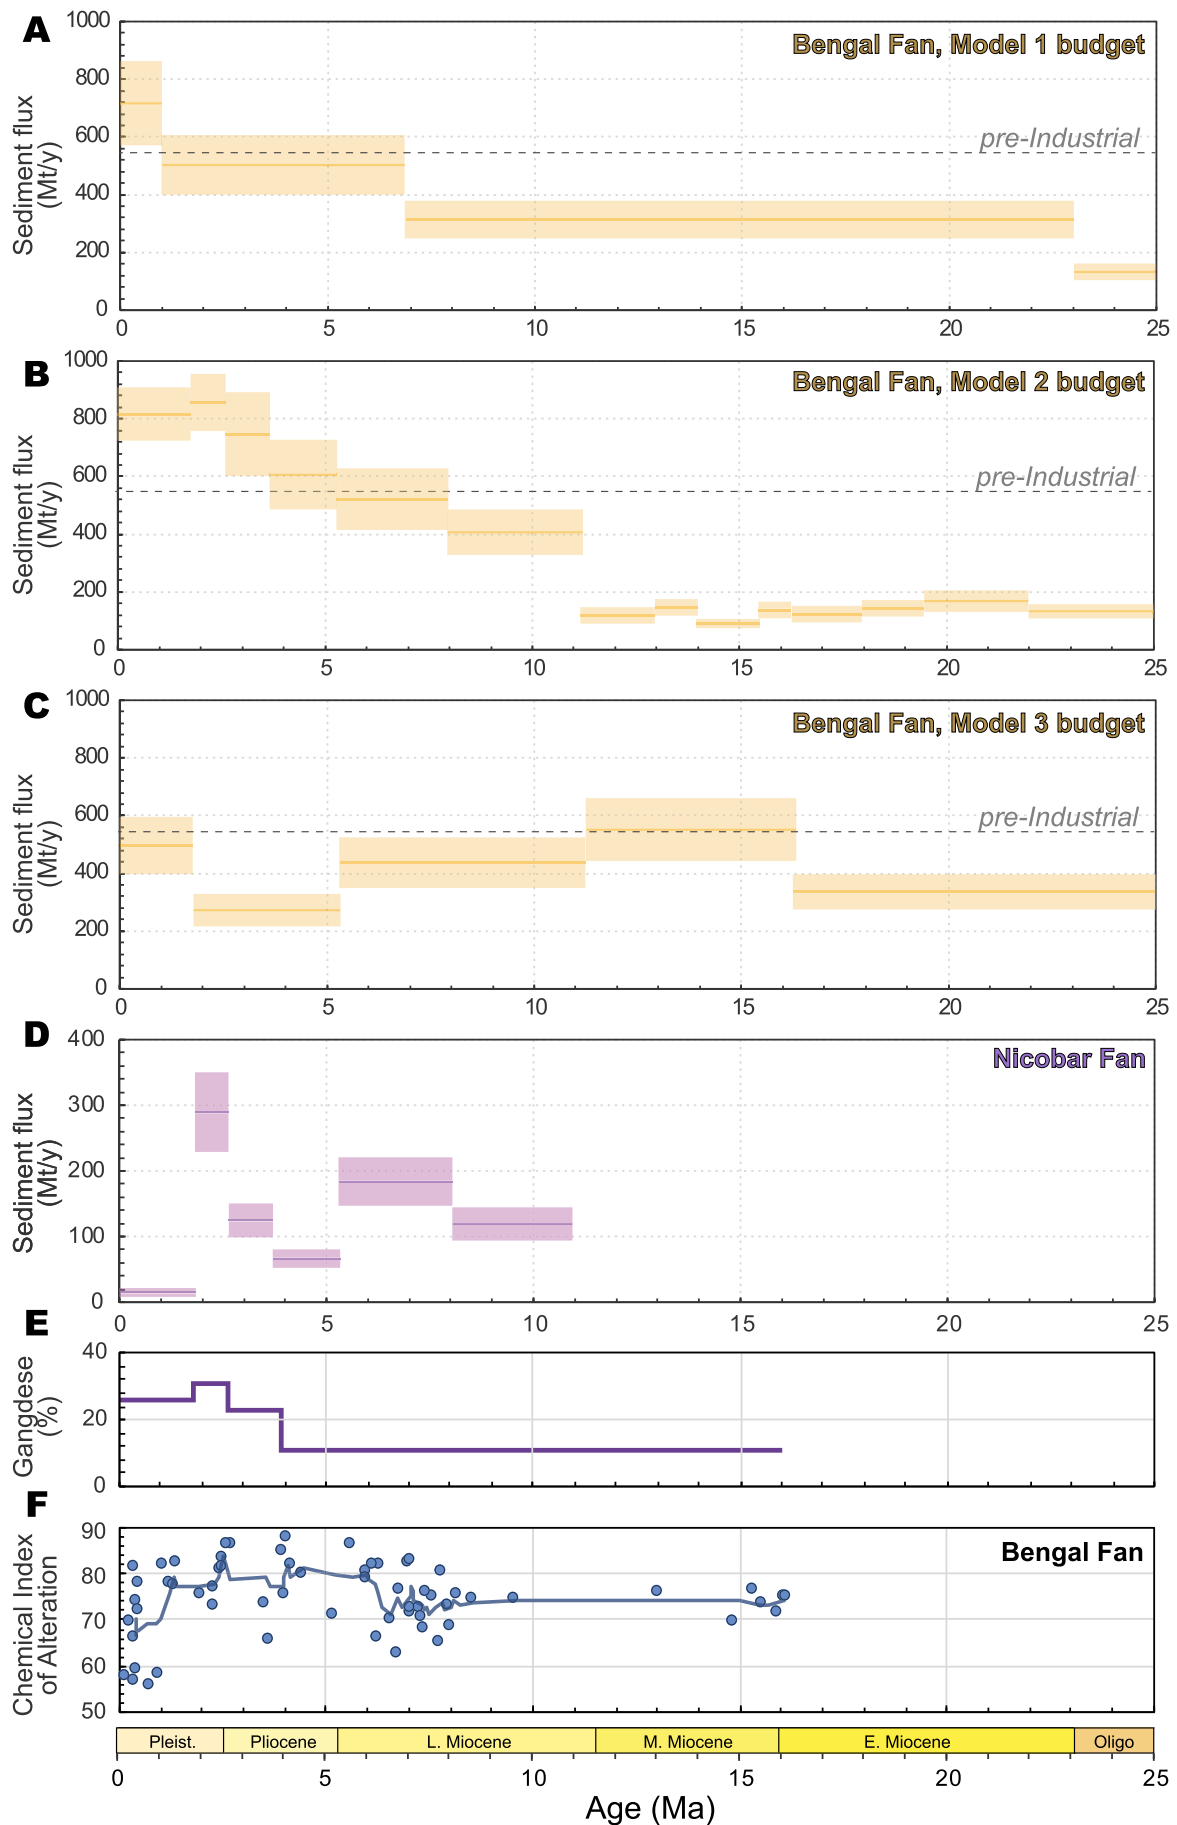 A
Bengal Fan, Model 1 budget
pre-Industrial
Sediment flux
(Mt/y)
1000
800
600
400
200
0
0 5 10 15 20 25
B
Bengal Fan, Model 2 budget
pre-Industrial
Sediment flux
(Mt/y)
1000
800
600
400
200
0
0 5 10 15 20 25
C
Bengal Fan, Model 3 budget
pre-Industrial
Sediment flux
(Mt/y)
1000
800
600
400
200
0
0 5 10 15 20 25
D
Nicobar Fan
Sediment flux
(Mt/y)
400
300
200
100
0
0 5 10 15 20 25
E
Gangdese
(%)
40
20
0
F
Bengal Fan
Chemical Index
of Alteration
90
80
70
60
50
Pleist. Pliocene L. Miocene M. Miocene E. Miocene Oligo
0 5 10 15 20 25
Age (Ma)